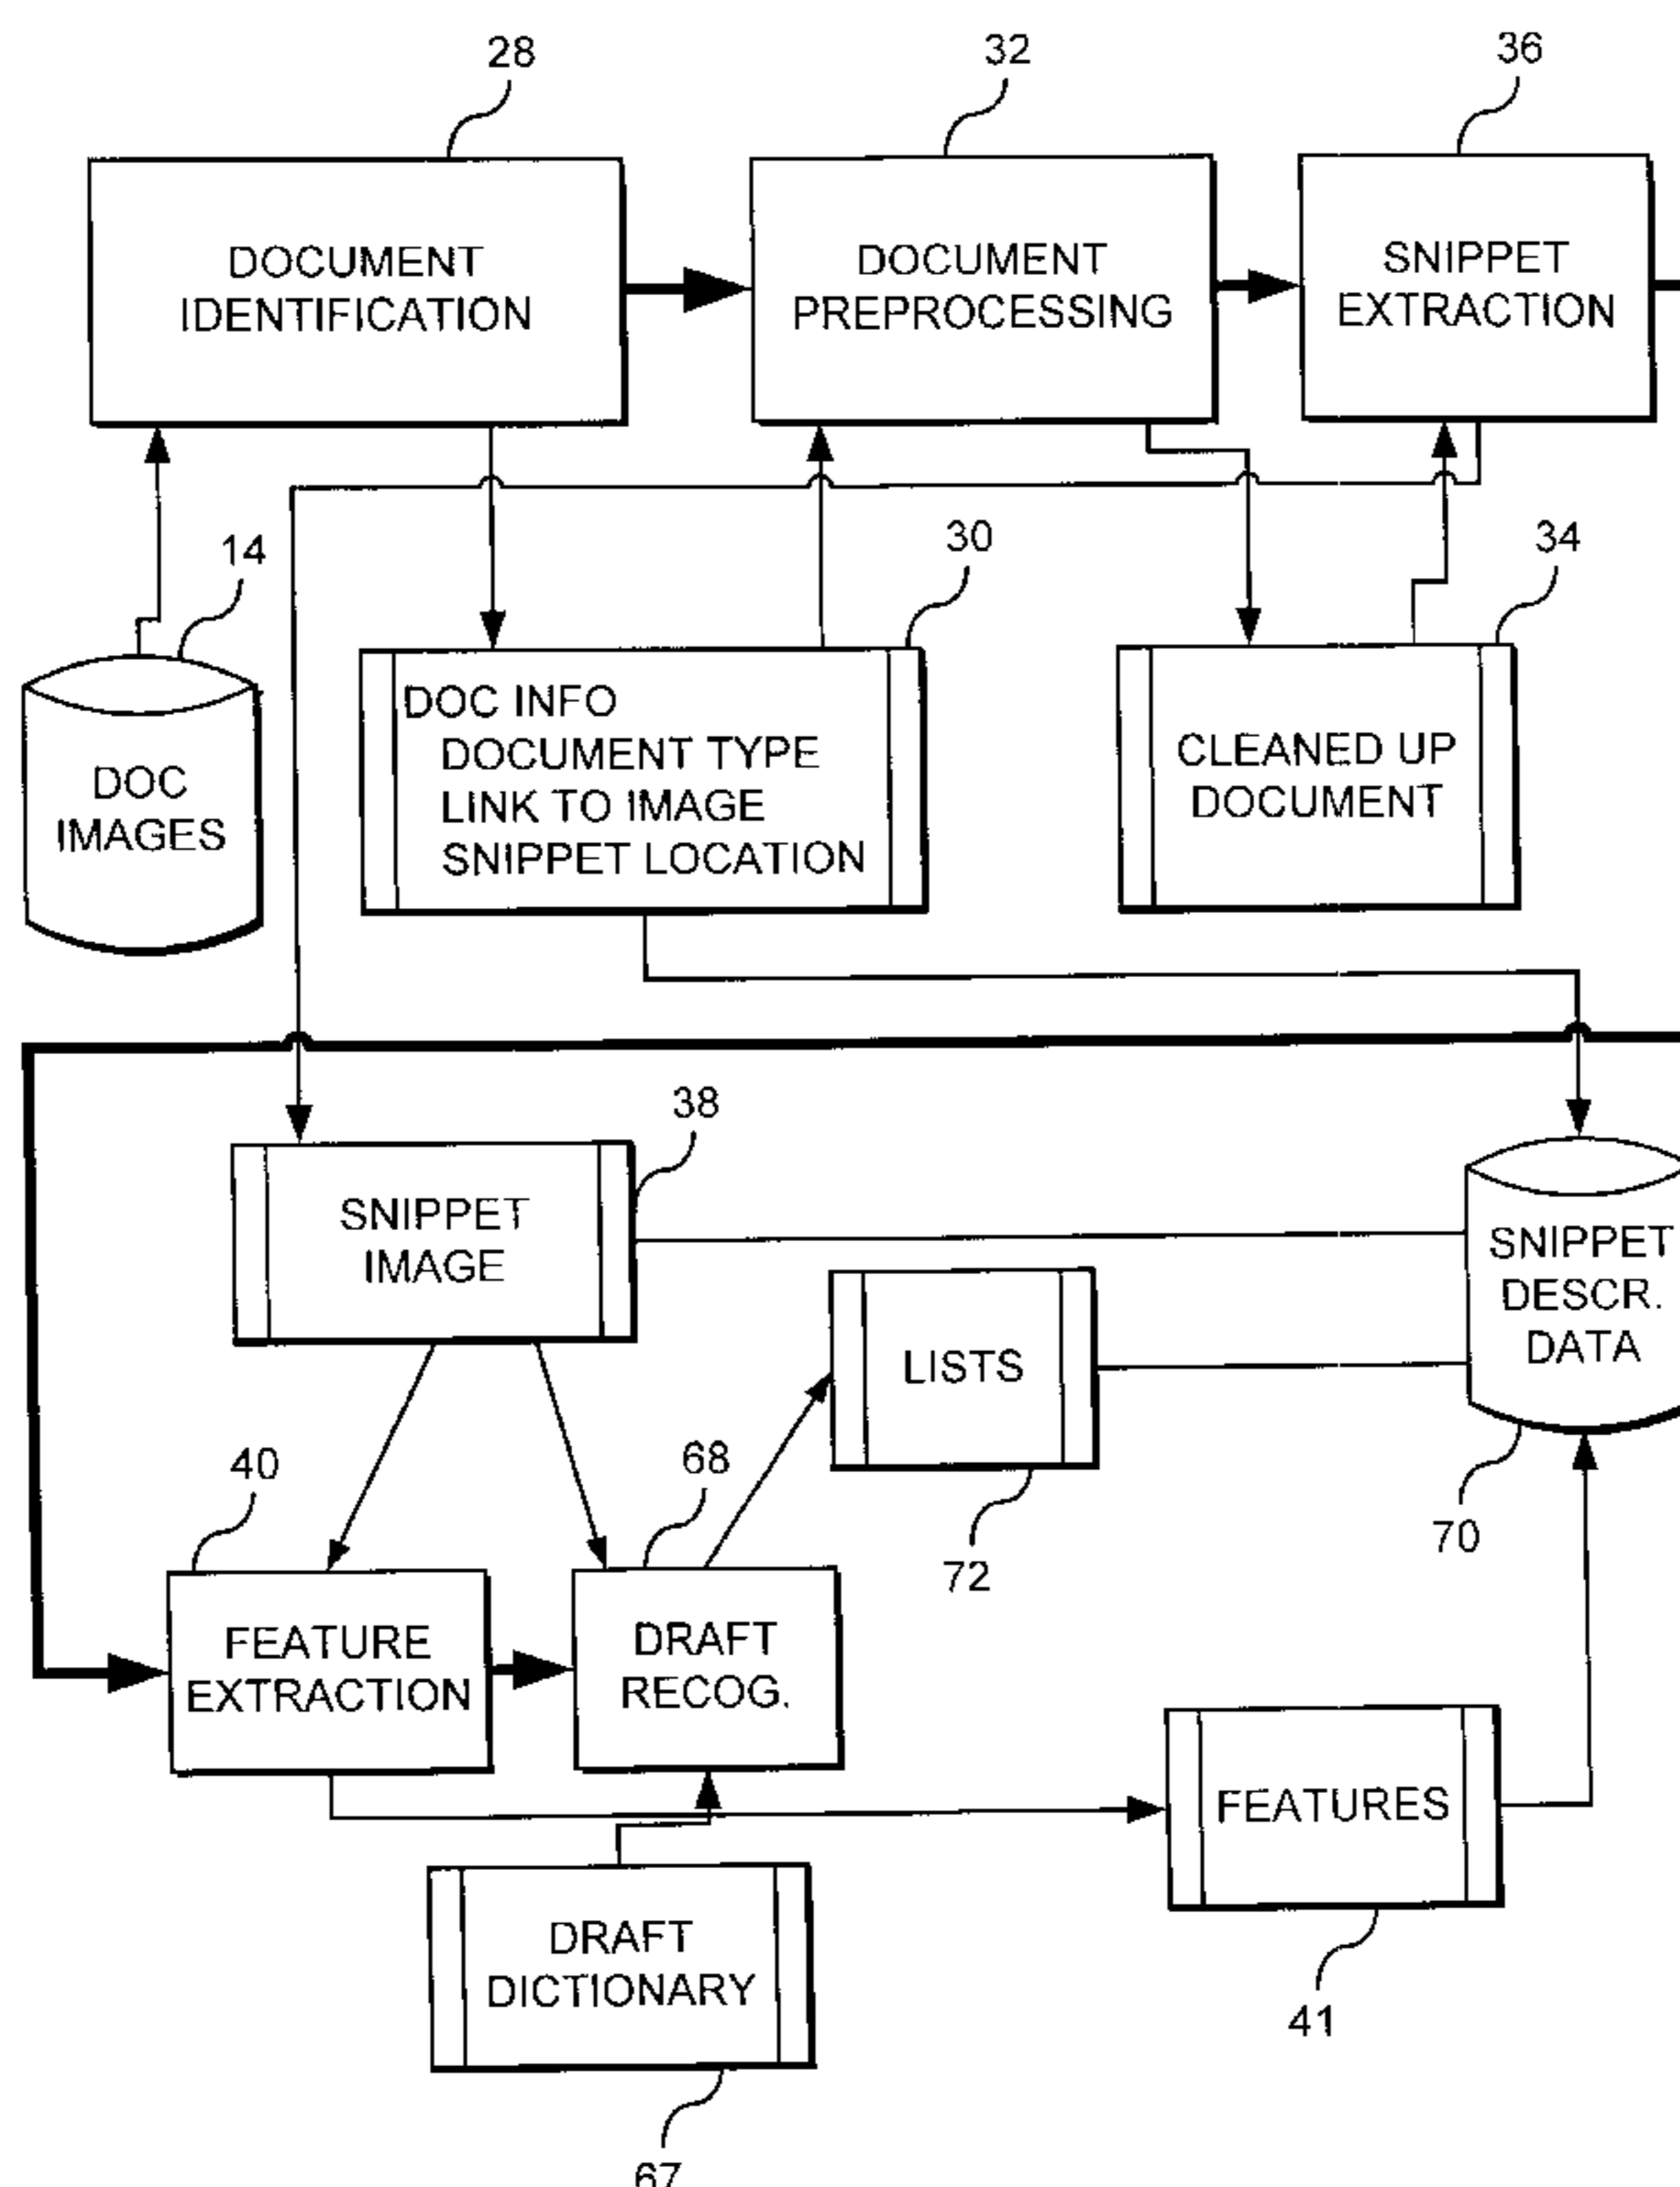 28
32
36
DOCUMENT
IDENTIFICATION
DOCUMENT
PREPROCESSING
SNIPPET
EXTRACTION
14
30
34
DOC
IMAGES
DOC INFO
DOCUMENT TYPE
LINK TO IMAGE
SNIPPET LOCATION
CLEANED UP
DOCUMENT
38
SNIPPET
IMAGE
LISTS
SNIPPET
DESCR.
DATA
40
68
72
70
FEATURE
EXTRACTION
DRAFT
RECOG.
FEATURES
DRAFT
DICTIONARY
41
67